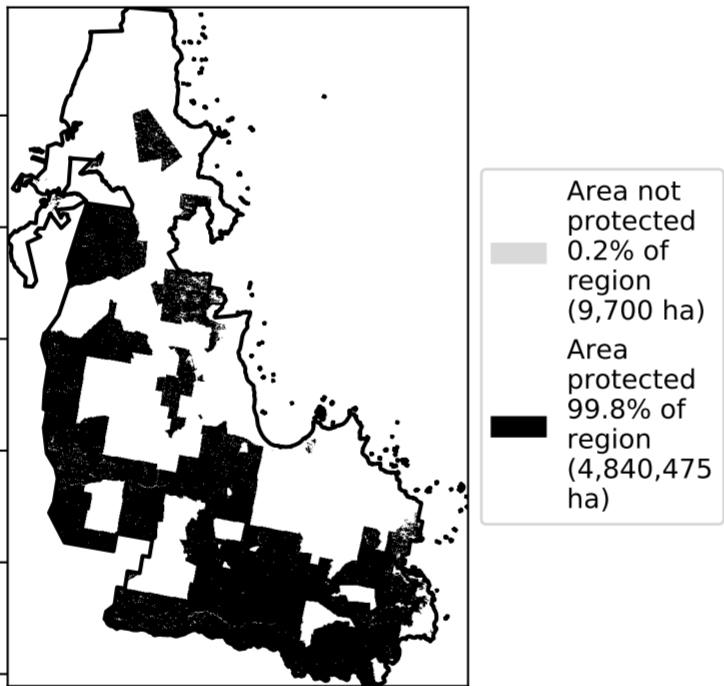 Area not
protected
0.2% of
region
(9,700 ha)
Area
protected
99.8% of
region
(4,840,475
ha)